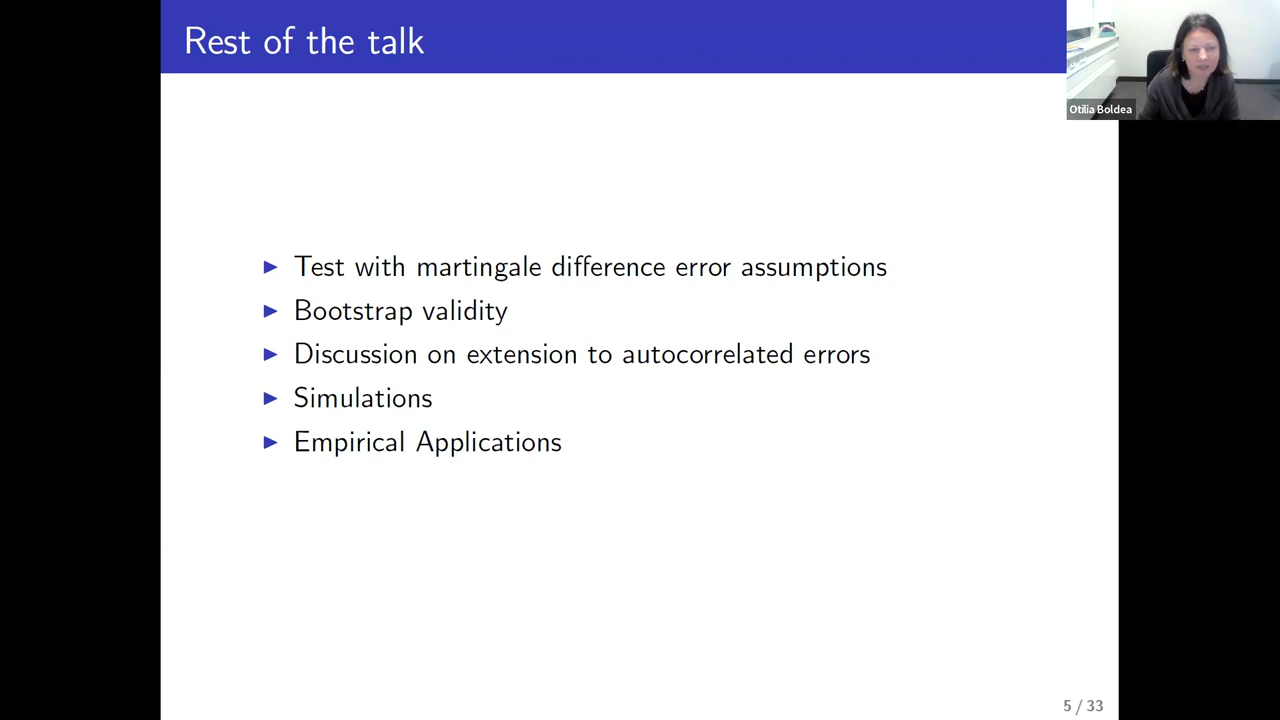 Rest of the talk
Otilia Boldea
▶ Test with martingale difference error assumptions
▶ Bootstrap validity
▶ Discussion on extension to autocorrelated errors
▶ Simulations
▶ Empirical Applications
5 / 33